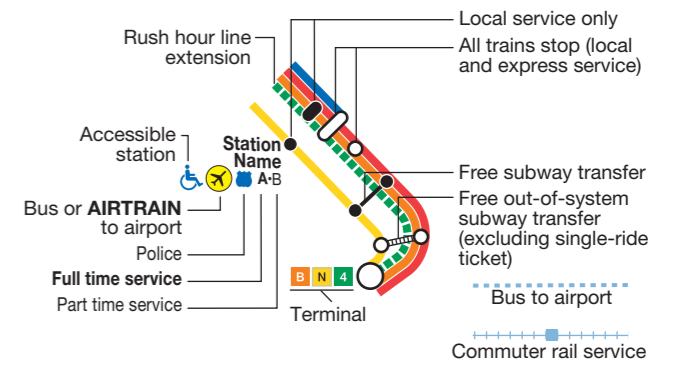 Rush hour line
extension
Local service only
All trains stop (local
and express service)
Accessible
station
Station
Name
A•B
Bus or AIRTRAIN
to airport
Police
Full time service
Part time service
B N 4
Terminal
Free subway transfer
Free out-of-system
subway transfer
(excluding single-ride
ticket)
Bus to airport
Commuter rail service